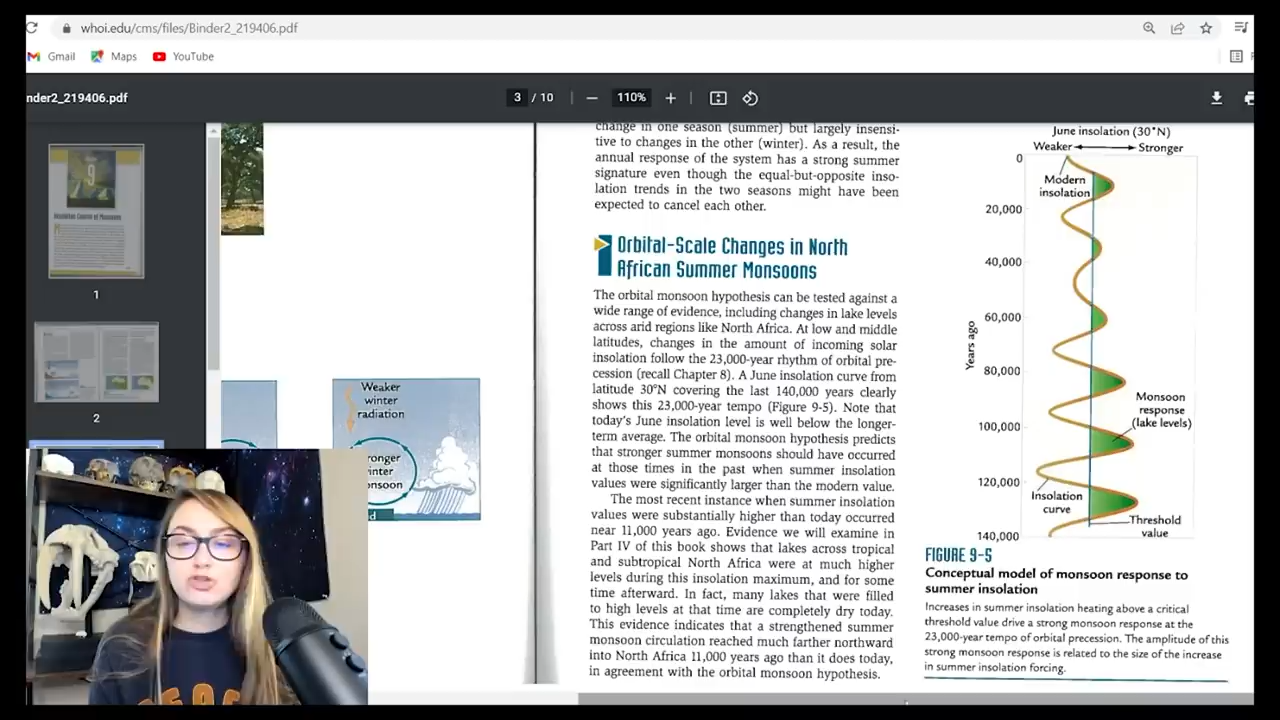 whoi.edu/cms/files/Binder2_219406.pdf
Gmail
Maps
YouTube
nder2_219406.pdf
3 / 10
110%
1
2
Weaker
winter
radiation
ronger
inter
nsoon
d
change in one season (summer) but largely insensi-
tive to changes in the other (winter). As a result, the
annual response of the system has a strong summer
signature even though the equal-but-opposite inso-
lation trends in the two seasons might have been
expected to cancel each other.
Orbital-Scale Changes in North
African Summer Monsoons
The orbital monsoon hypothesis can be tested against a
wide range of evidence, including changes in lake levels
across arid regions like North Africa. At low and middle
latitudes, changes in the amount of incoming solar
insolation follow the 23,000-year rhythm of orbital pre-
cession (recall Chapter 8). A June insolation curve from
latitude 30°N covering the last 140,000 years clearly
shows this 23,000-year tempo (Figure 9-5). Note that
today's June insolation level is well below the longer-
term average. The orbital monsoon hypothesis predicts
that stronger summer monsoons should have occurred
at those times in the past when summer insolation
values were significantly larger than the modern value.
The most recent instance when summer insolation
values were substantially higher than today occurred
near 11,000 years ago. Evidence we will examine in
Part IV of this book shows that lakes across tropical
and subtropical North Africa were at much higher
levels during this insolation maximum, and for some
time afterward. In fact, many lakes that were filled
to high levels at that time are completely dry today.
This evidence indicates that a strengthened summer
monsoon circulation reached much farther northward
into North Africa 11,000 years ago than it does today,
in agreement with the orbital monsoon hypothesis.
June insolation (30°N)
Weaker Stronger
0
Modern
insolation
20,000
40,000
60,000
Years ago
80,000
Monsoon
response
(lake levels)
100,000
120,000
Insolation
curve
Threshold
value
140,000
FIGURE 9-5
Conceptual model of monsoon response to
summer insolation
Increases in summer insolation heating above a critical
threshold value drive a strong monsoon response at the
23,000-year tempo of orbital precession. The amplitude of this
strong monsoon response is related to the size of the increase
in summer insolation forcing.